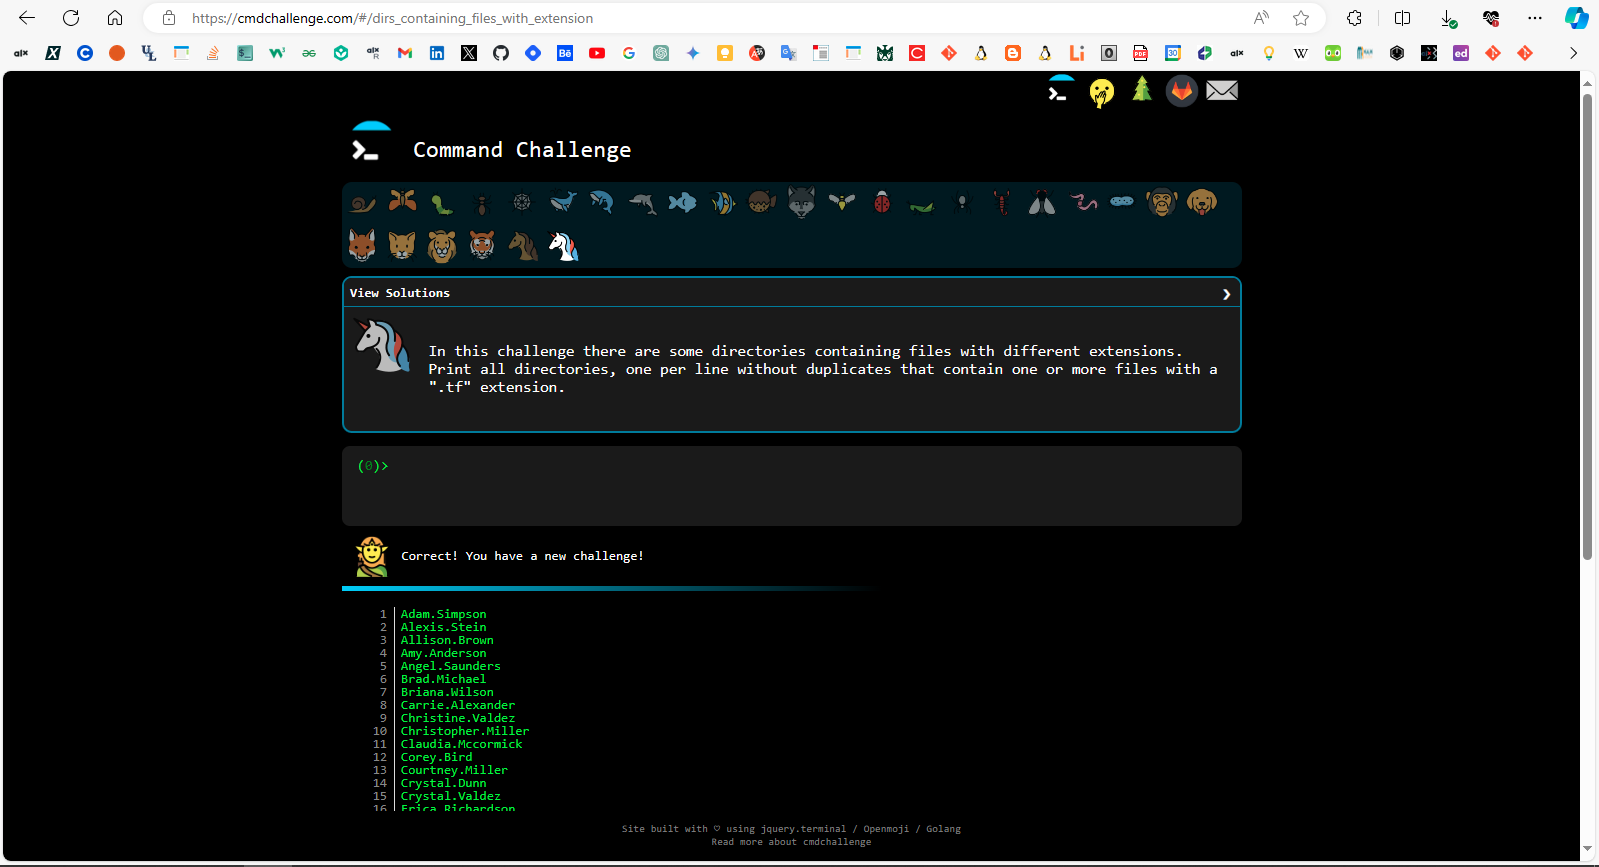 https://cmdchallenge.com/#/dirs_containing_files_with_extension
Command Challenge
View Solutions
In this challenge there are some directories containing files with different extensions.
Print all directories, one per line without duplicates that contain one or more files with a
".tf" extension.
(0)>
Correct! You have a new challenge!
1 Adam.Simpson
2 Alexis.Stein
3 Allison.Brown
4 Amy.Anderson
5 Angel.Saunders
6 Brad.Michael
7 Briana.Wilson
8 Carrie.Alexander
9 Christine.Valdez
10 Christopher.Miller
11 Claudia.Mccormick
12 Corey.Bird
13 Courtney.Miller
14 Crystal.Dunn
15 Crystal.Valdez
16 Erica.Richardson
Site built with ♡ using jquery.terminal / Openmoji / Golang
Read more about cmdchallenge